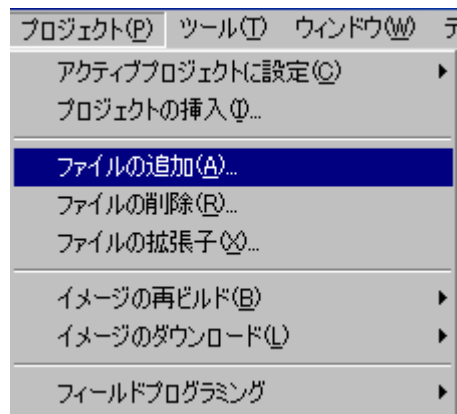 プロジェクト(P) ツール(T) ウィンドウ(W)
アクティブプロジェクトに設定(C)
プロジェクトの挿入(I)...
ファイルの追加(A)...
ファイルの削除(R)...
ファイルの拡張子(X)...
イメージの再ビルド(B)
イメージのダウンロード(L)
フィールドプログラミング